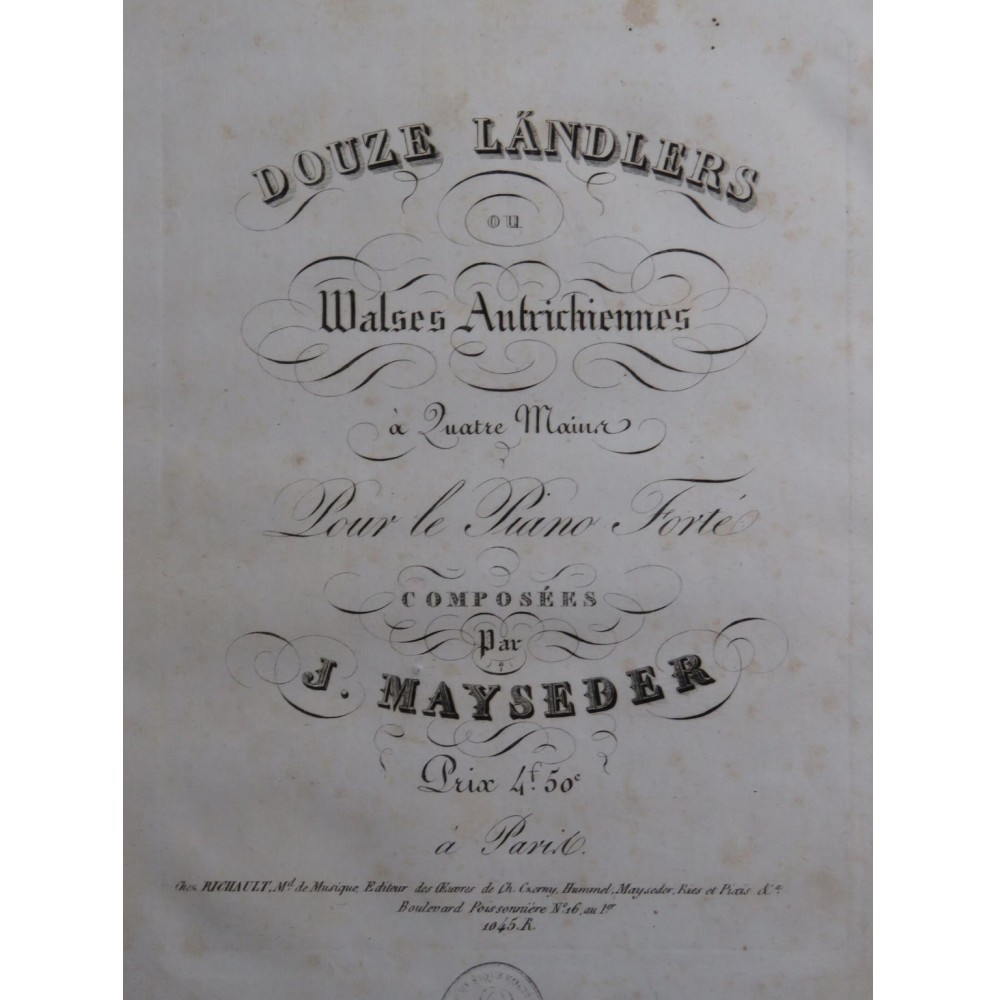 DOUZE LÄNDLERS
ou
Walses Autrichiennes
à Quatre Mains
Pour le Piano Forté
COMPOSÉES
Par
J. MAYSEDER
Prix 4f. 50c
à Paris.
Chez RICHAULT, Md. de Musique, Editeur des Œuvres de Ch. Czerny, Hummel, Mayseder, Ries et Pixis &a.
Boulevard Poissonnière No. 16, au 1er
1045. R.